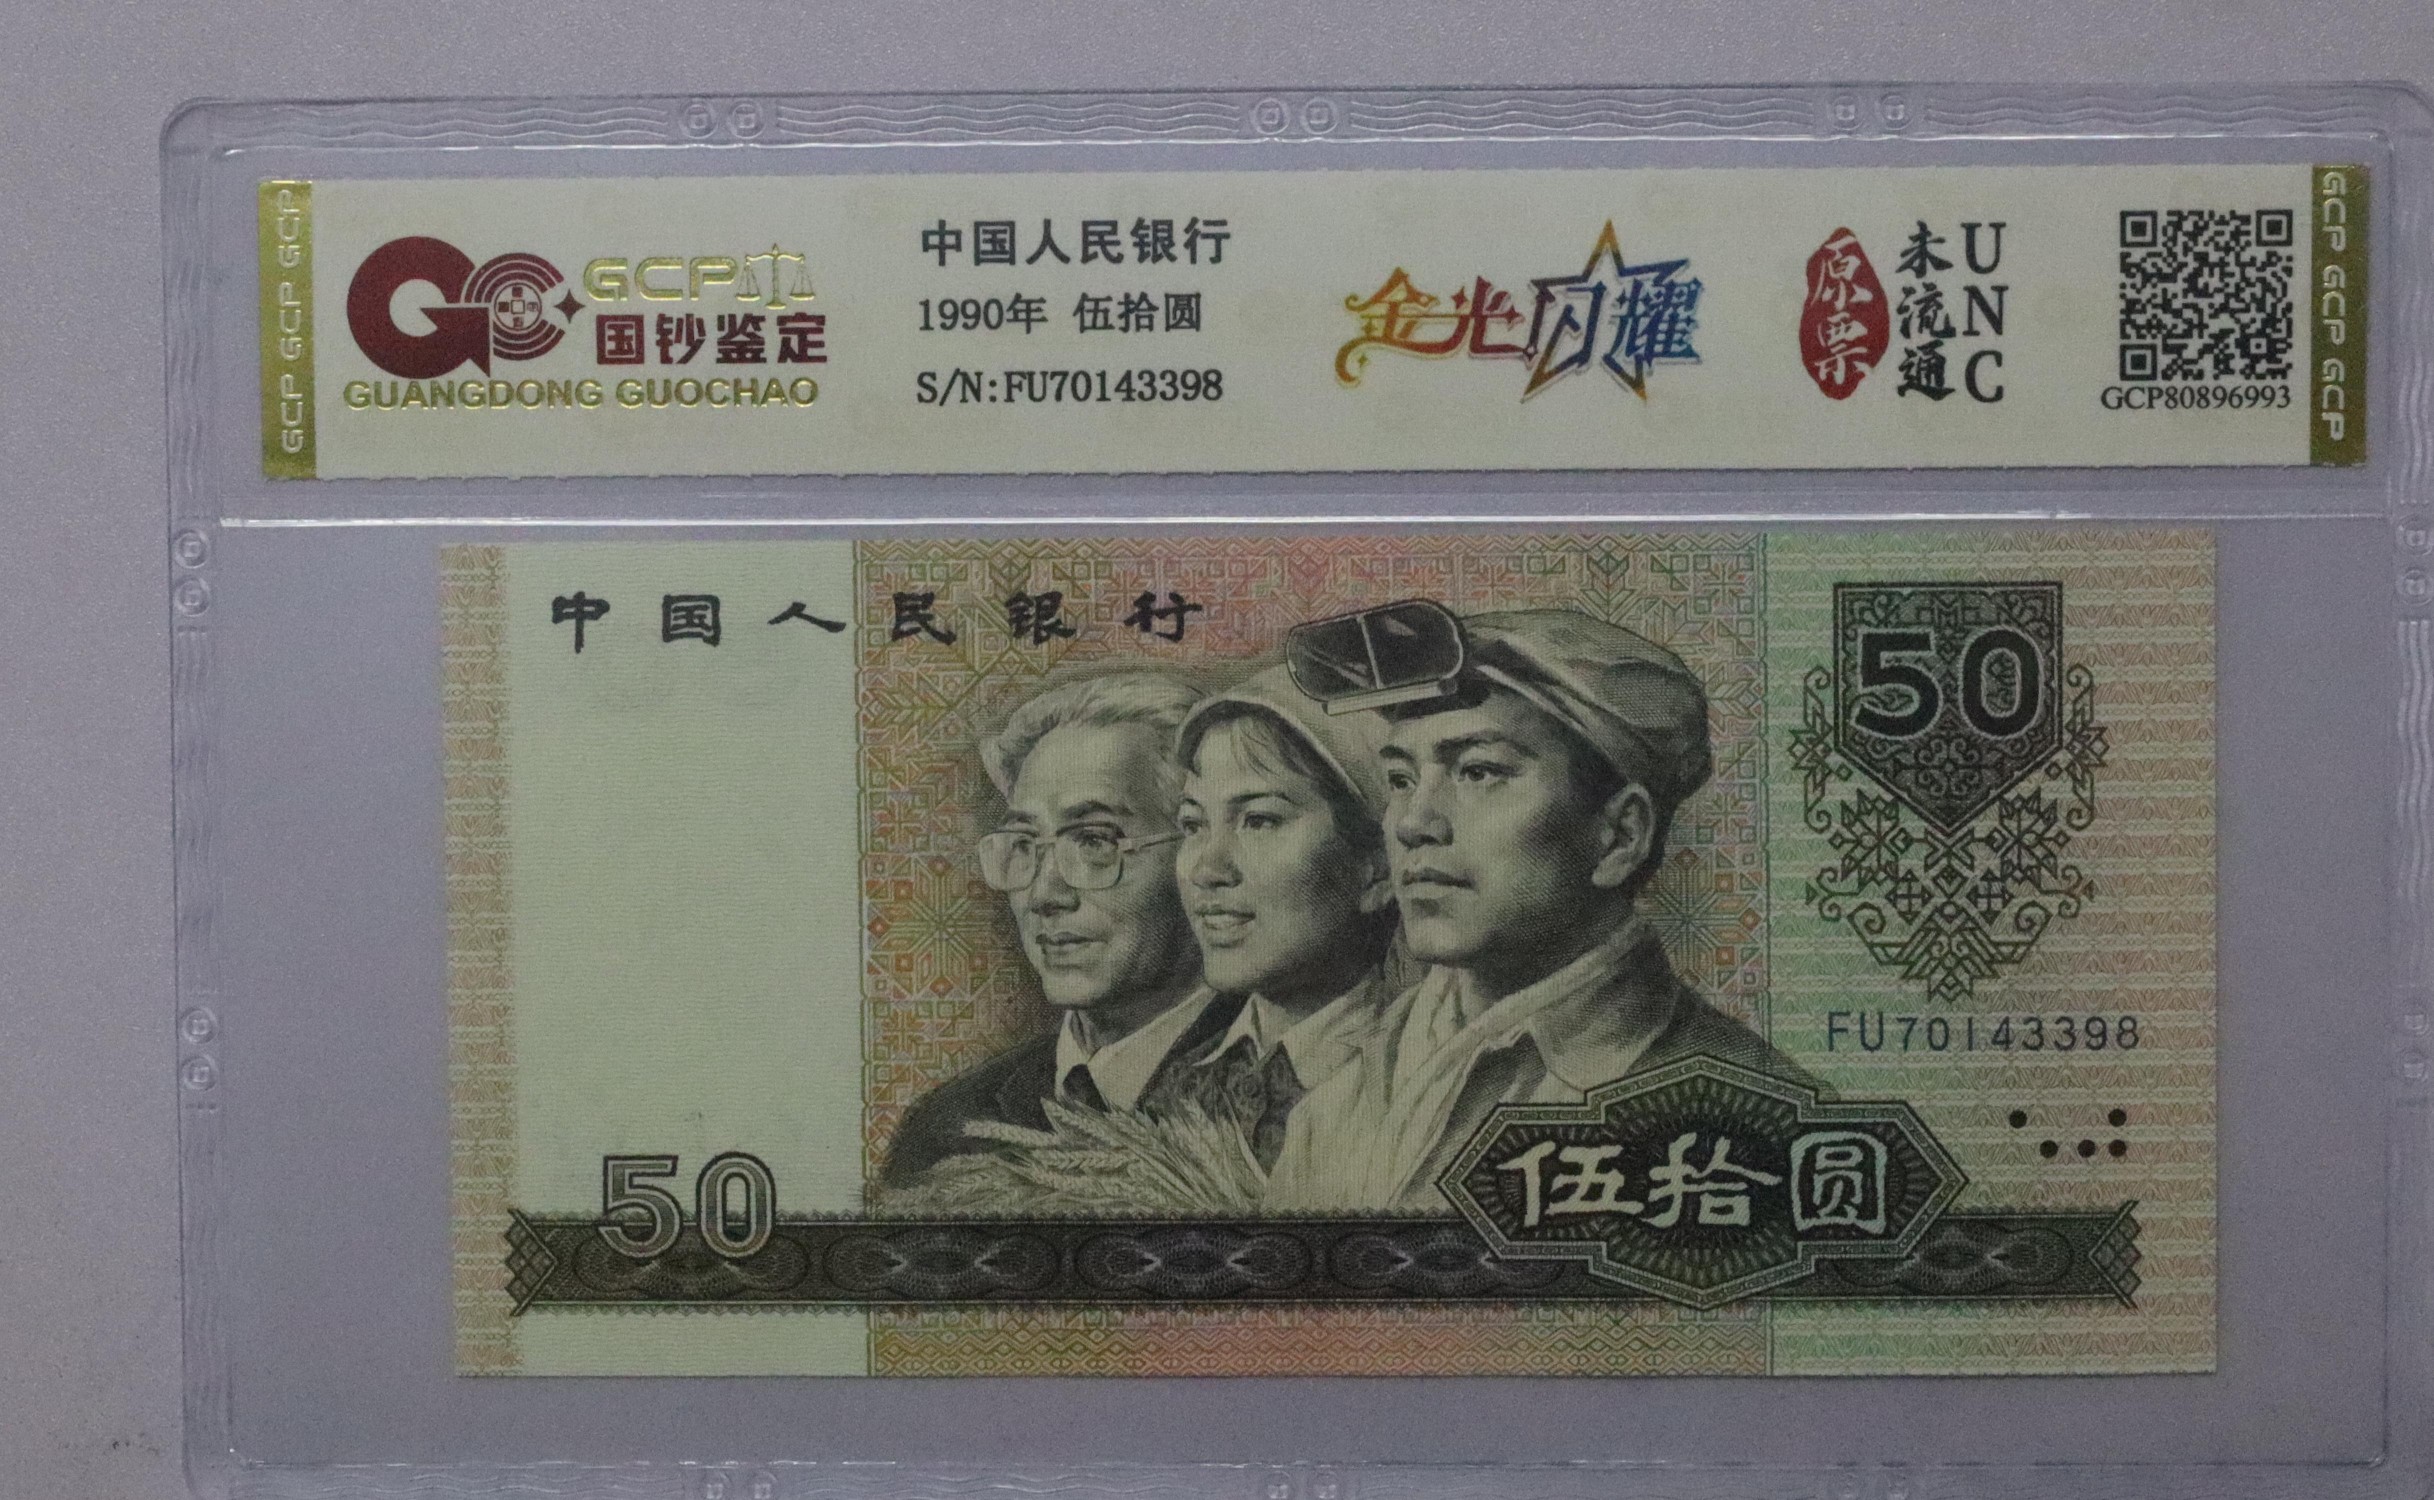 GCP GCP GCP
GCP
国钞鉴定
GUANGDONG GUOCHAO
中国人民银行
1990年 伍拾圆
S/N:FU70143398
金光闪耀
原票
未流通
UNC
GCP80896993
GCP GCP GCP
中国人民银行
50
FU70143398
50
伍拾圆